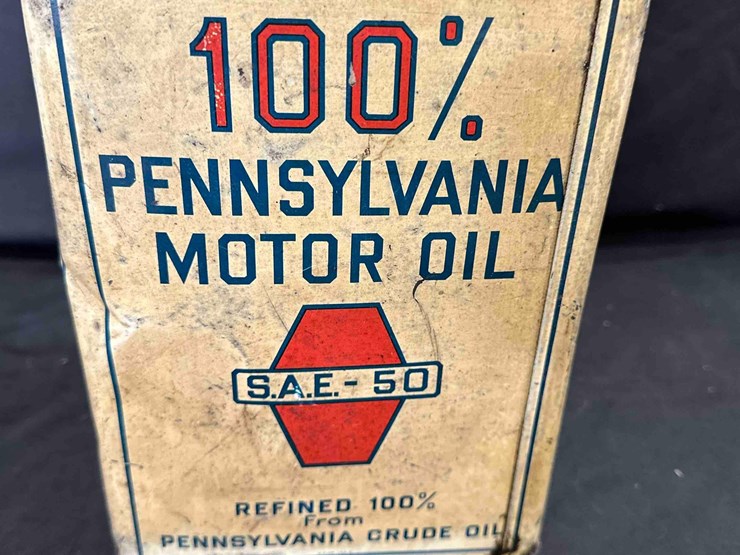 100%
PENNSYLVANIA
MOTOR OIL
S.A.E.-50
REFINED 100%
From
PENNSYLVANIA CRUDE OIL